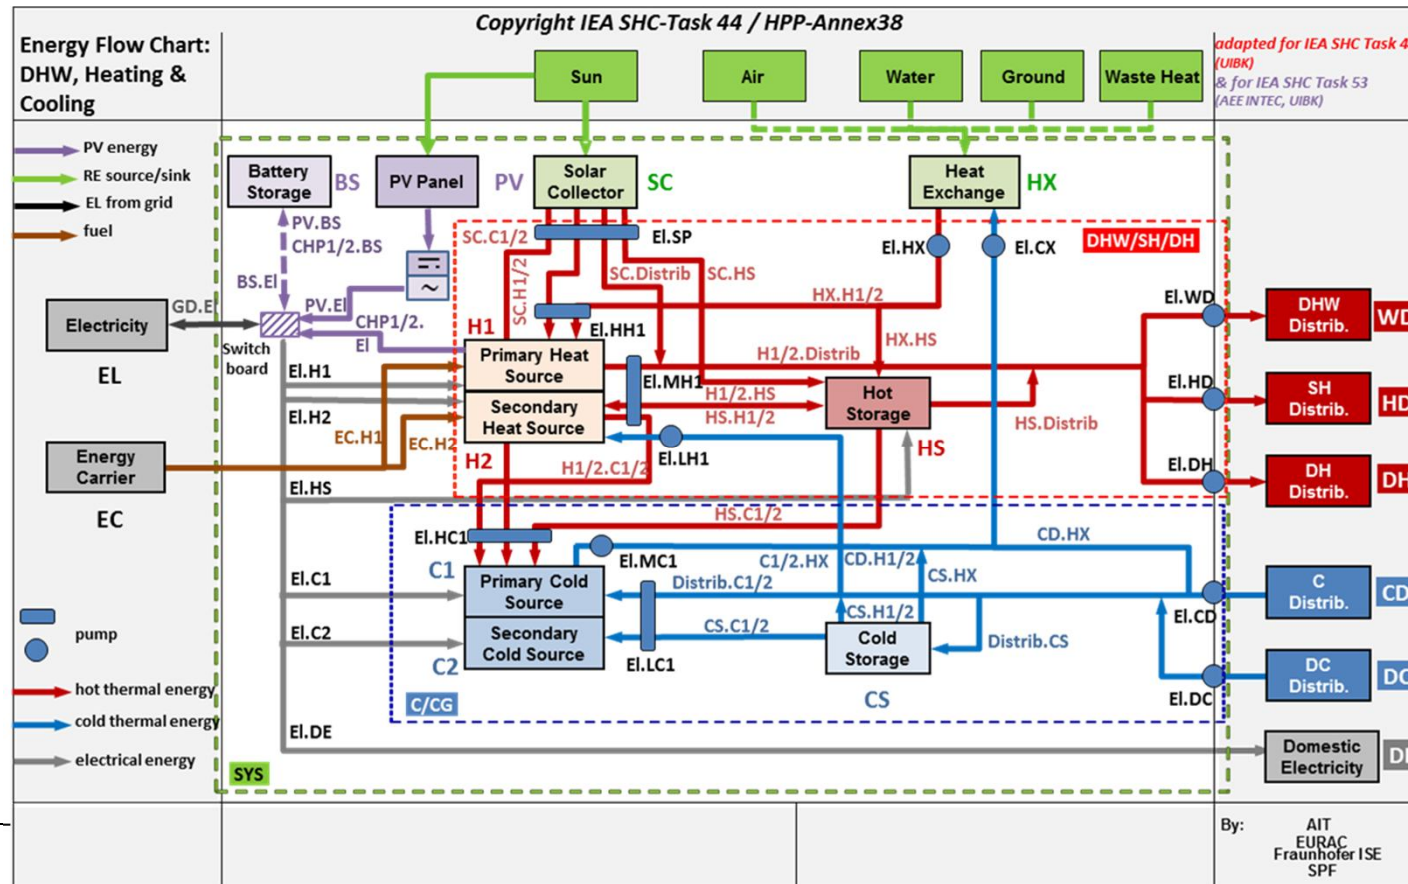 Copyright IEA SHC-Task 44 / HPP-Annex38
Energy Flow Chart:
DHW, Heating &
Cooling
adapted for IEA SHC Task 4
(UIBK)
& for IEA SHC Task 53
(AEE INTEC, UIBK)
Sun
Air
Water
Ground
Waste Heat
PV energy
RE source/sink
EL from grid
fuel
Battery
Storage
BS
PV Panel
PV
Solar
Collector
SC
Heat
Exchange
HX
PV.BS
CHP1/2.BS
BS.El
PV.El
CHP1/2.
El
SC.C1/2
El.SP
SC.H1/2
SC.Distrib
SC.HS
El.HX
El.CX
DHW/SH/DH
HX.H1/2
El.WD
DHW
Distrib.
WD
Electricity
EL
GD.E
Switch
board
H1
El.HH1
HX.HS
Primary Heat
Source
Secondary
Heat Source
H2
El.MH1
H1/2.Distrib
H1/2.HS
HS.H1/2
Hot
Storage
HS
HS.Distrib
El.HD
SH
Distrib.
HD
El.H1
El.H2
EC.H1
EC.H2
El.LH1
H1/2.C1/2
Energy
Carrier
EC
El.HS
El.DH
DH
Distrib.
DH
HS.C1/2
El.HC1
El.MC1
C1/2.HX
CD.H1/2
CS.HX
CD.HX
C1
Primary Cold
Source
Secondary
Cold Source
C2
Distrib.C1/2
CS.H1/2
CS.C1/2
El.LC1
Cold
Storage
CS
Distrib.CS
El.C1
El.C2
El.CD
C
Distrib.
CD
El.DC
DC
Distrib.
DC
C/CG
pump
hot thermal energy
cold thermal energy
electrical energy
El.DE
Domestic
Electricity
SYS
By:
AIT
EURAC
Fraunhofer ISE
SPF